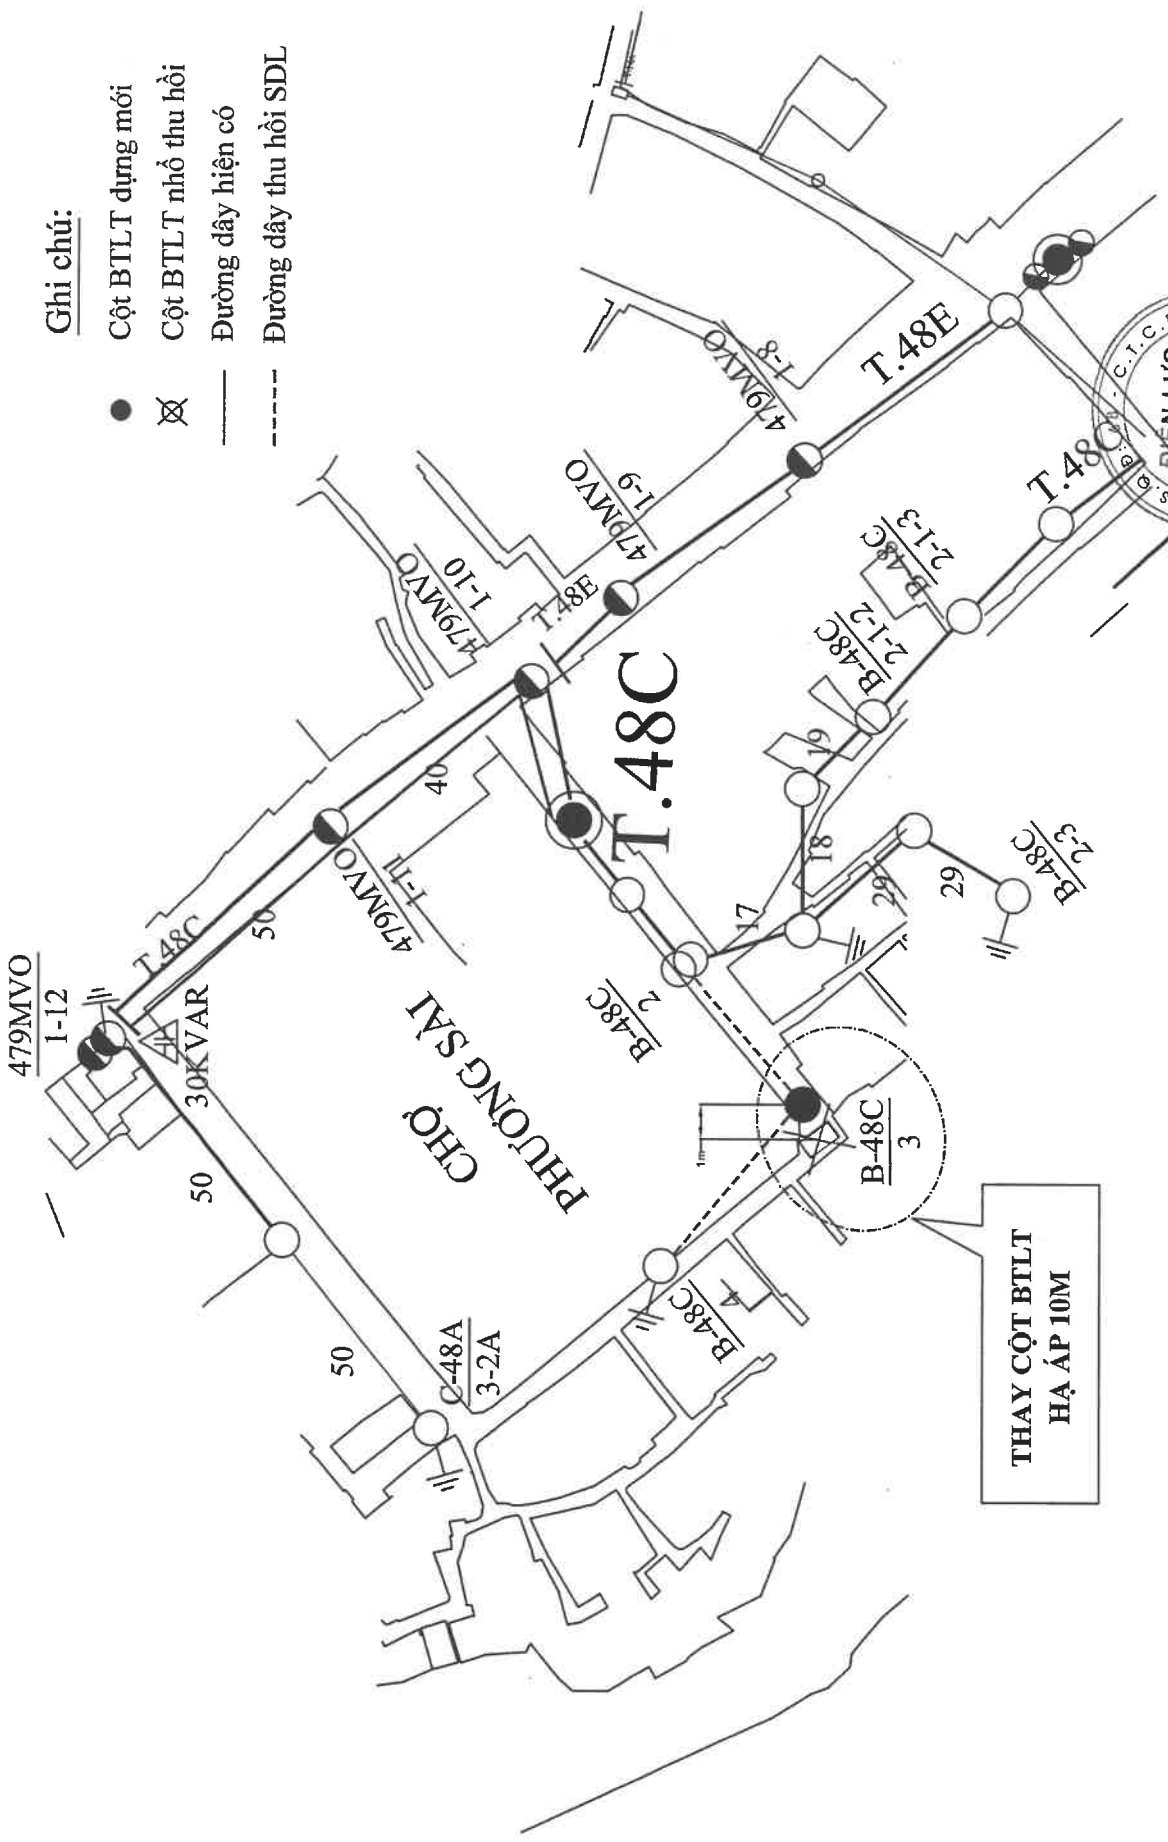 Ghi chú:
Cột BTLT dựng mới
Cột BTLT nhổ thu hồi
Đường dây hiện có
Đường dây thu hồi SDL
479MVO
1-12
T.48C
30KVAR
50
50
50
40
479MVO
1-11
479MVO
1-10
T.48E
479MVO
1-9
479MVO
1-8
T.48E
T.48C
CHỢ
PHƯỜNG SÀI
C-48A
3-2A
B-48C
2
17
18
19
29
29
B-48C
2-3
B-48C
2-1-2
B-48C
2-1-3
T.48C
1m
B-48C
3
B-48C
4
THAY CỘT BTLT
HẠ ÁP 10M
C.T.C.